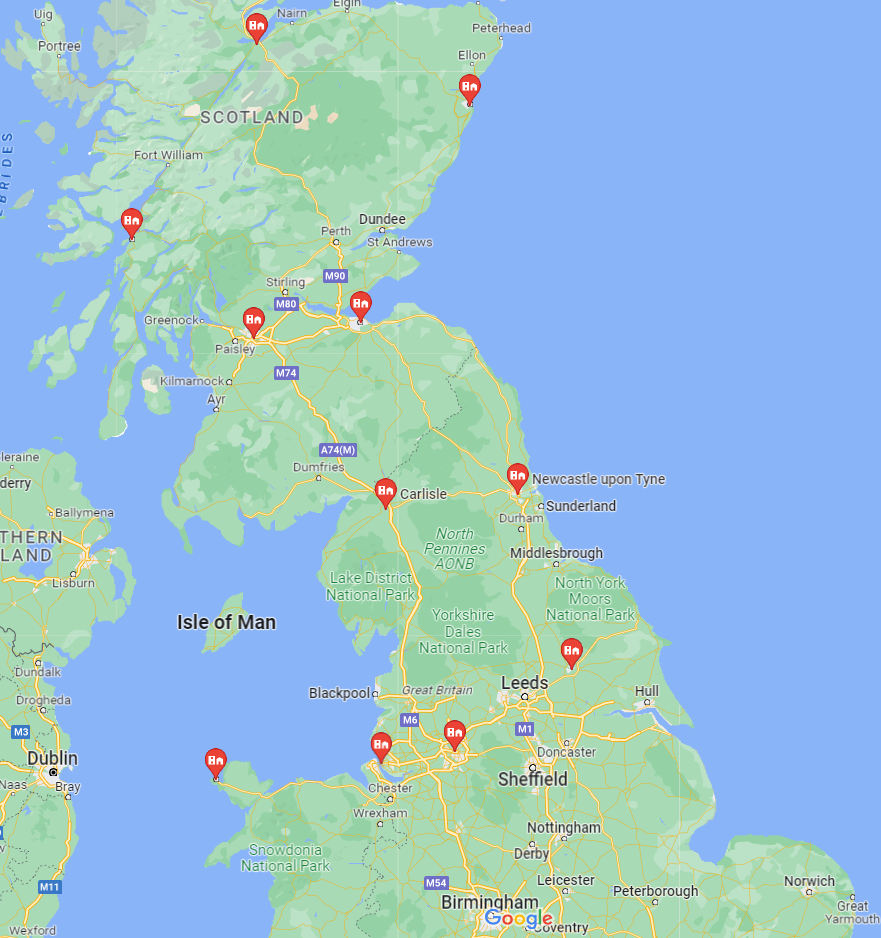 Elgin
Uig
Nairn
Peterhead
Portree
Ellon
SCOTLAND
Fort William
Dundee
Perth
St Andrews
M90
Stirling
M80
Greenock
Paisley
M74
Kilmarnock
Ayr
A74(M)
Dumfries
Carlisle
Newcastle upon Tyne
Sunderland
Durham
leraine
derry
Ballymena
THERN
LAND
Lisburn
North
Pennines
AONB
Middlesbrough
Lake District
National Park
North York
Moors
National Park
Isle of Man
Yorkshire
Dales
National Park
Dundalk
Drogheda
Blackpool
Great Britain
Leeds
Hull
M6
M3
M1
Dublin
Doncaster
Naas
Bray
Chester
Sheffield
Wrexham
Snowdonia
National Park
Nottingham
Derby
M11
M54
Leicester
Peterborough
Norwich
Birmingham
Great
Yarmouth
Google
Coventry
Wexford
EBRIDES